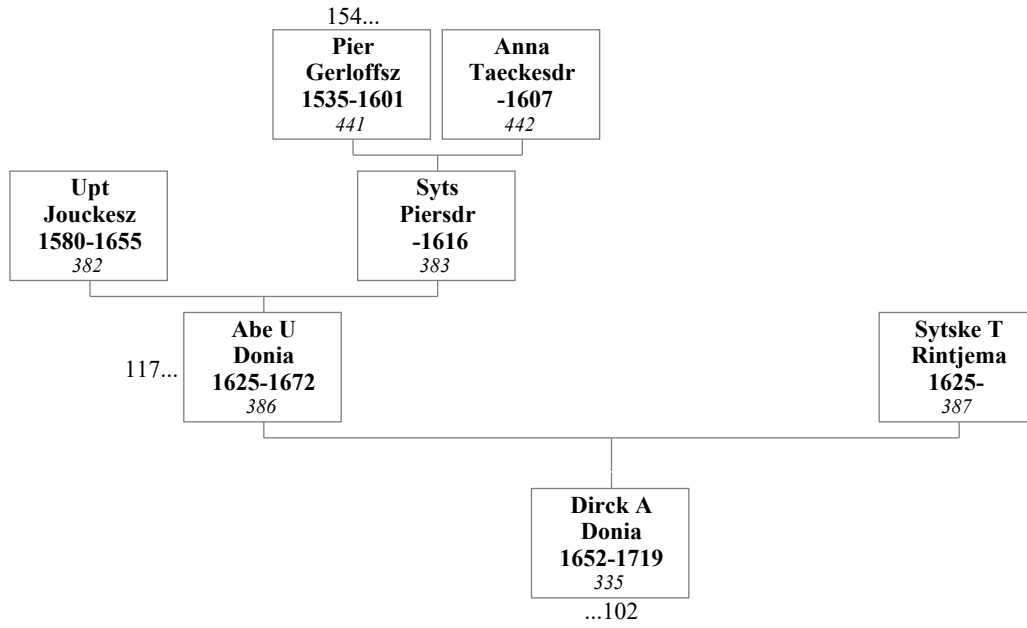 154...
Pier
Gerloffsz
1535-1601
441
Anna
Taeckesdr
-1607
442
Upt
Jouckesz
1580-1655
382
Syts
Piersdr
-1616
383
117...
Abe U
Donia
1625-1672
386
Sytske T
Rintjema
1625-
387
Dirck A
Donia
1652-1719
335
...102